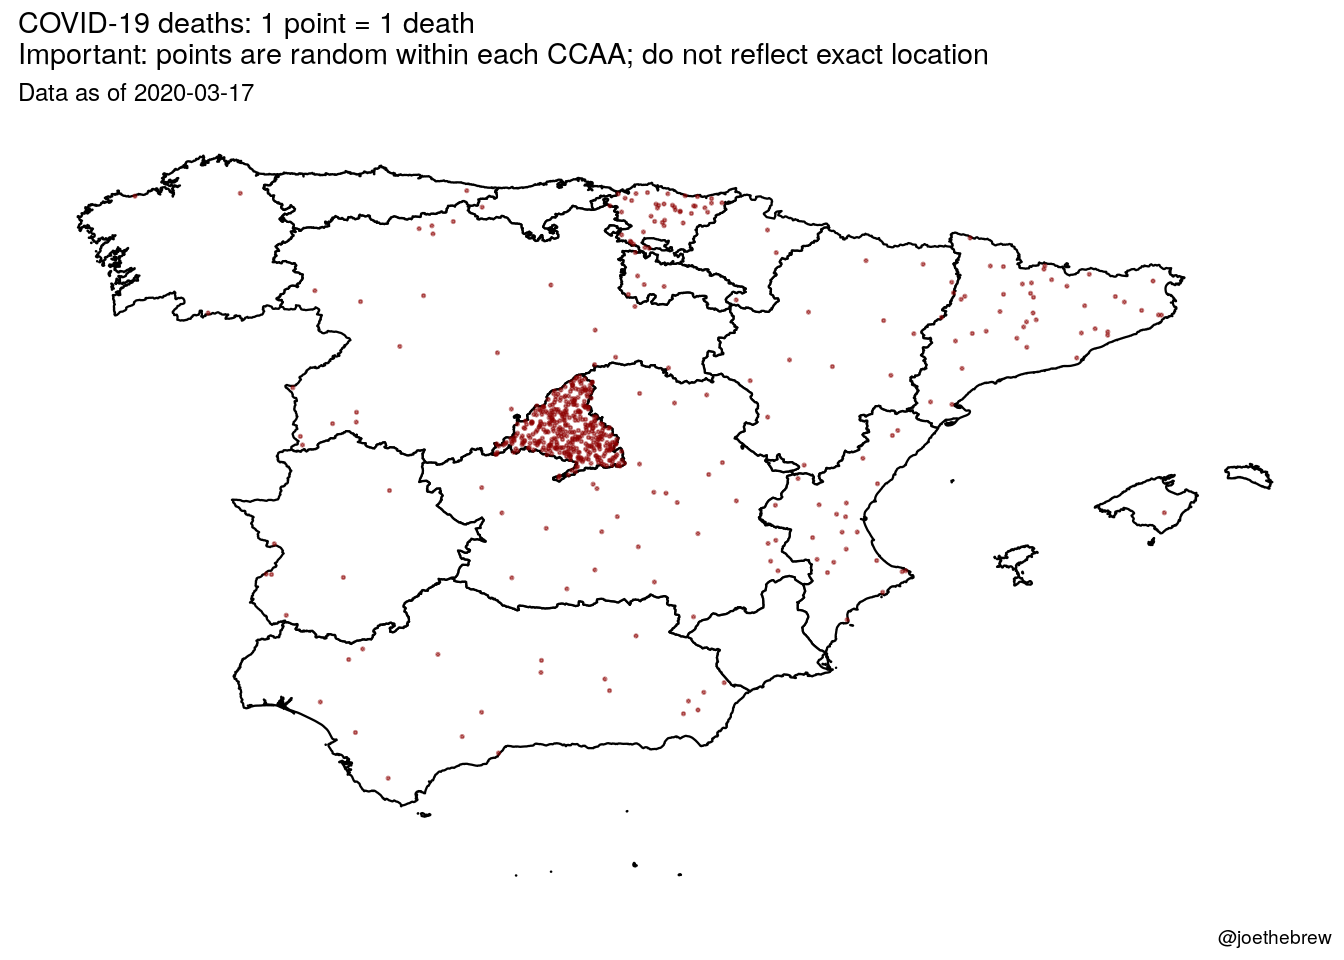 COVID-19 deaths: 1 point = 1 death
Important: points are random within each CCAA; do not reflect exact location
Data as of 2020-03-17
@joethebrew